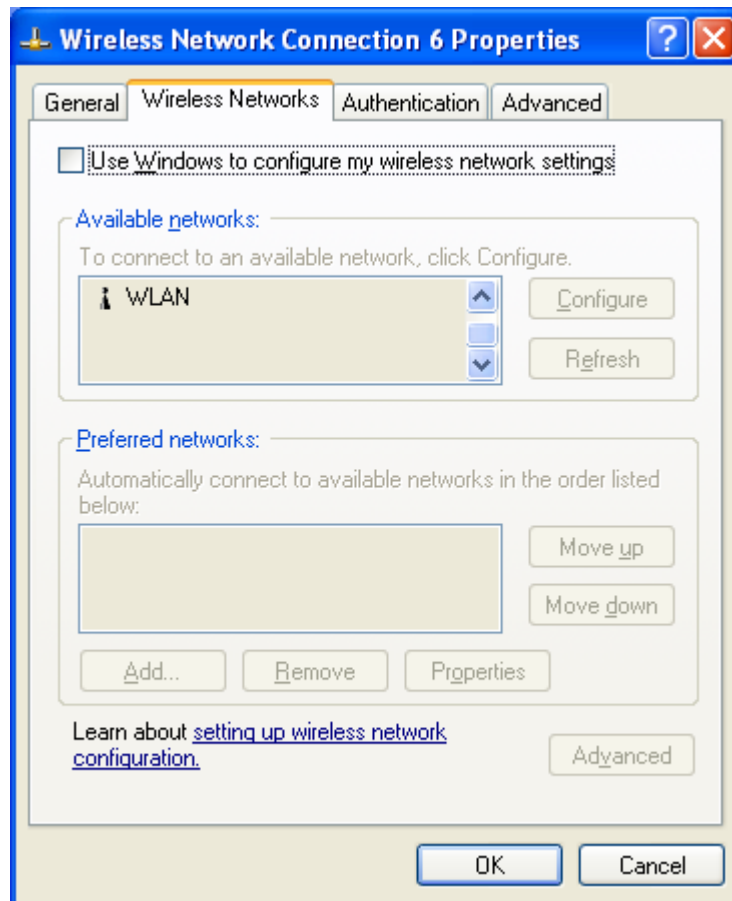 Wireless Network Connection 6 Properties
General Wireless Networks Authentication Advanced
Use Windows to configure my wireless network settings
Available networks:
To connect to an available network, click Configure.
WLAN
Configure
Refresh
Preferred networks:
Automatically connect to available networks in the order listed
below:
Move up
Move down
Add... Remove Properties
Learn about setting up wireless network
configuration.
Advanced
OK Cancel